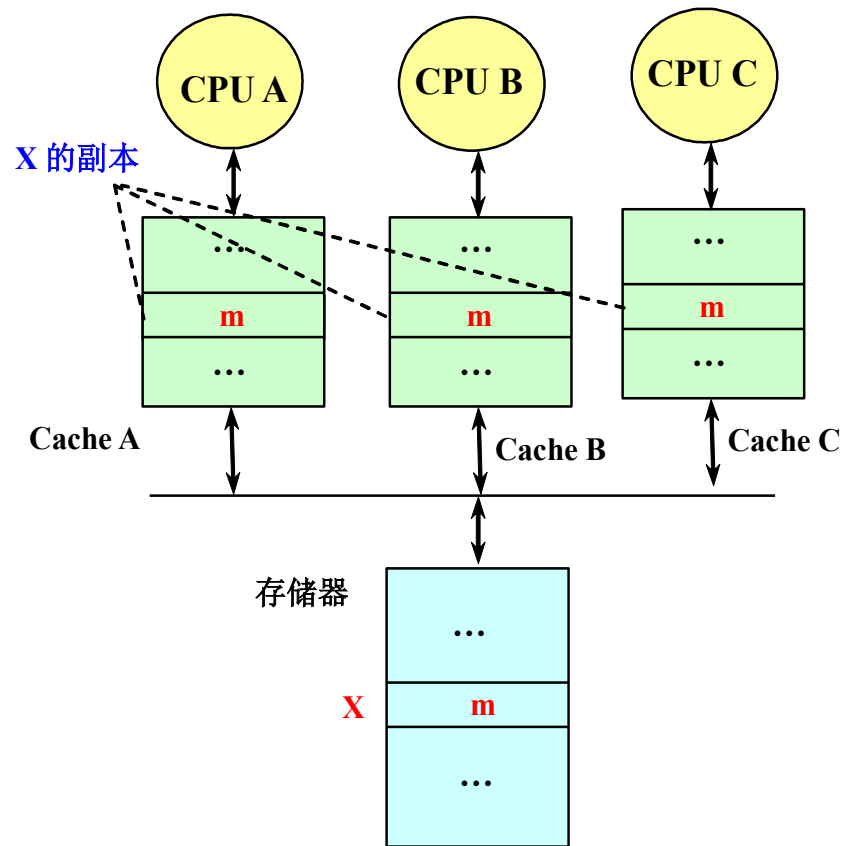 CPU A
CPU B
CPU C
X 的副本
…
…
…
m
m
m
…
…
…
Cache A
Cache B
Cache C
存储器
…
X
m
…